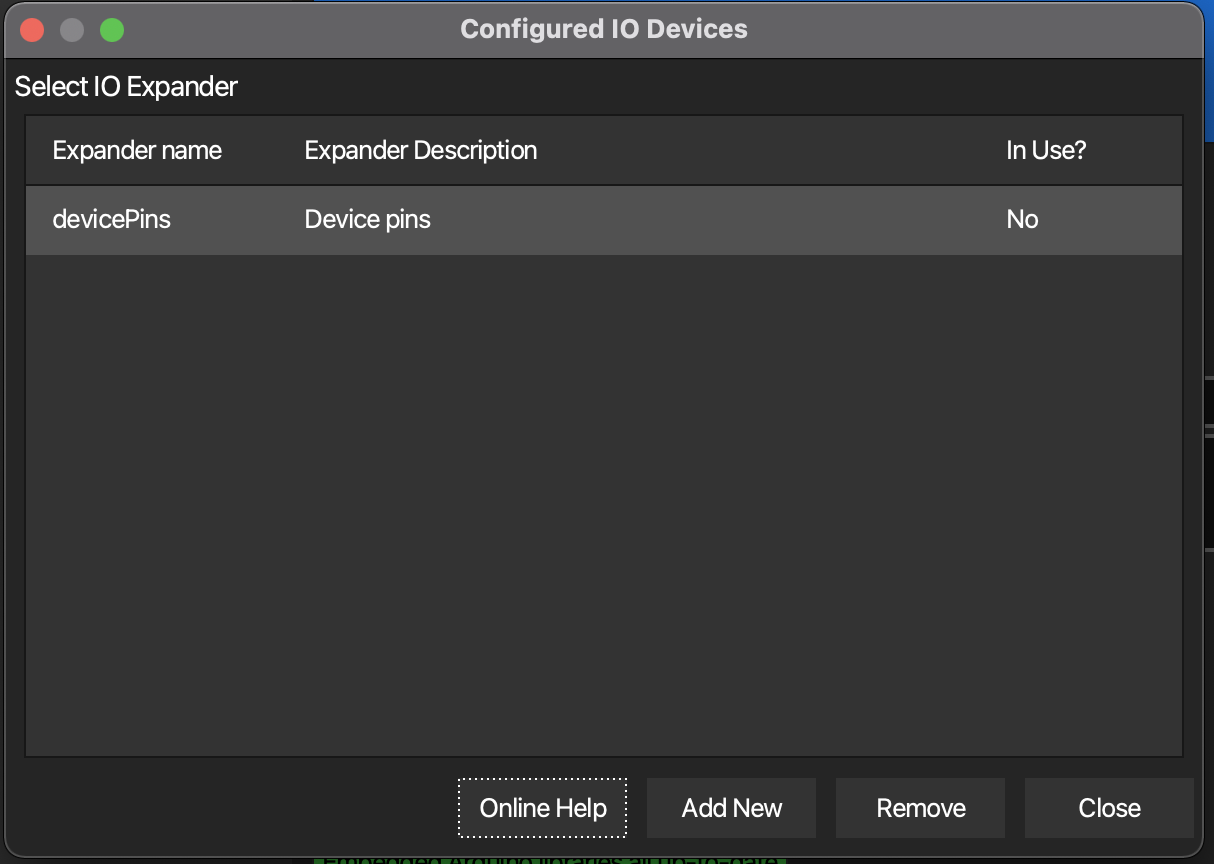 Configured IO Devices
Select IO Expander
Expander name Expander Description In Use?
devicePins Device pins No
Online Help Add New Remove Close